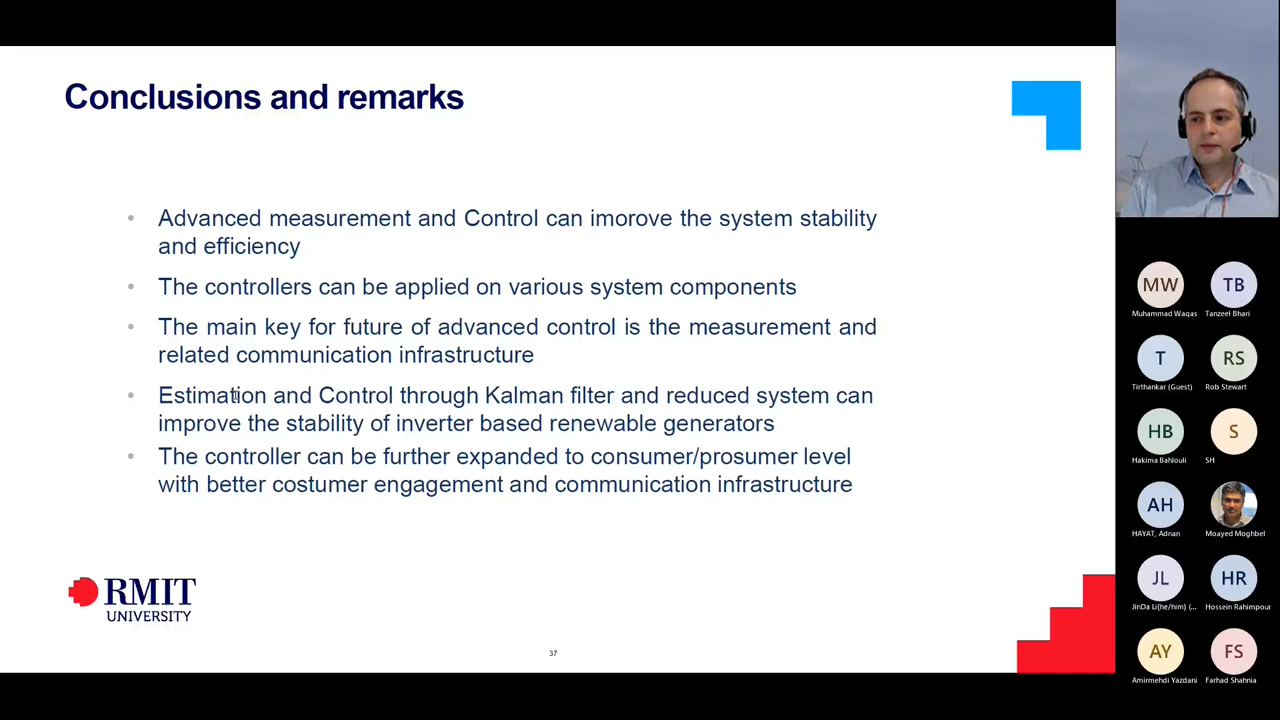 Conclusions and remarks
• Advanced measurement and Control can imorove the system stability
and efficiency
• The controllers can be applied on various system components
• The main key for future of advanced control is the measurement and
related communication infrastructure
• Estimation and Control through Kalman filter and reduced system can
improve the stability of inverter based renewable generators
• The controller can be further expanded to consumer/prosumer level
with better costumer engagement and communication infrastructure
RMIT
UNIVERSITY
37
MW
Muhammad Waqas
TB
Tanzeel Bhari
T
Tirthankar (Guest)
RS
Rob Stewart
HB
Hakima Bahlouli
S
SH
AH
HAYAT, Adnan
Moayed Moghbel
JL
JinDa Li(he/him) (...
HR
Hossein Rahimpour
AY
Amirmehdi Yazdani
FS
Farhad Shahnia